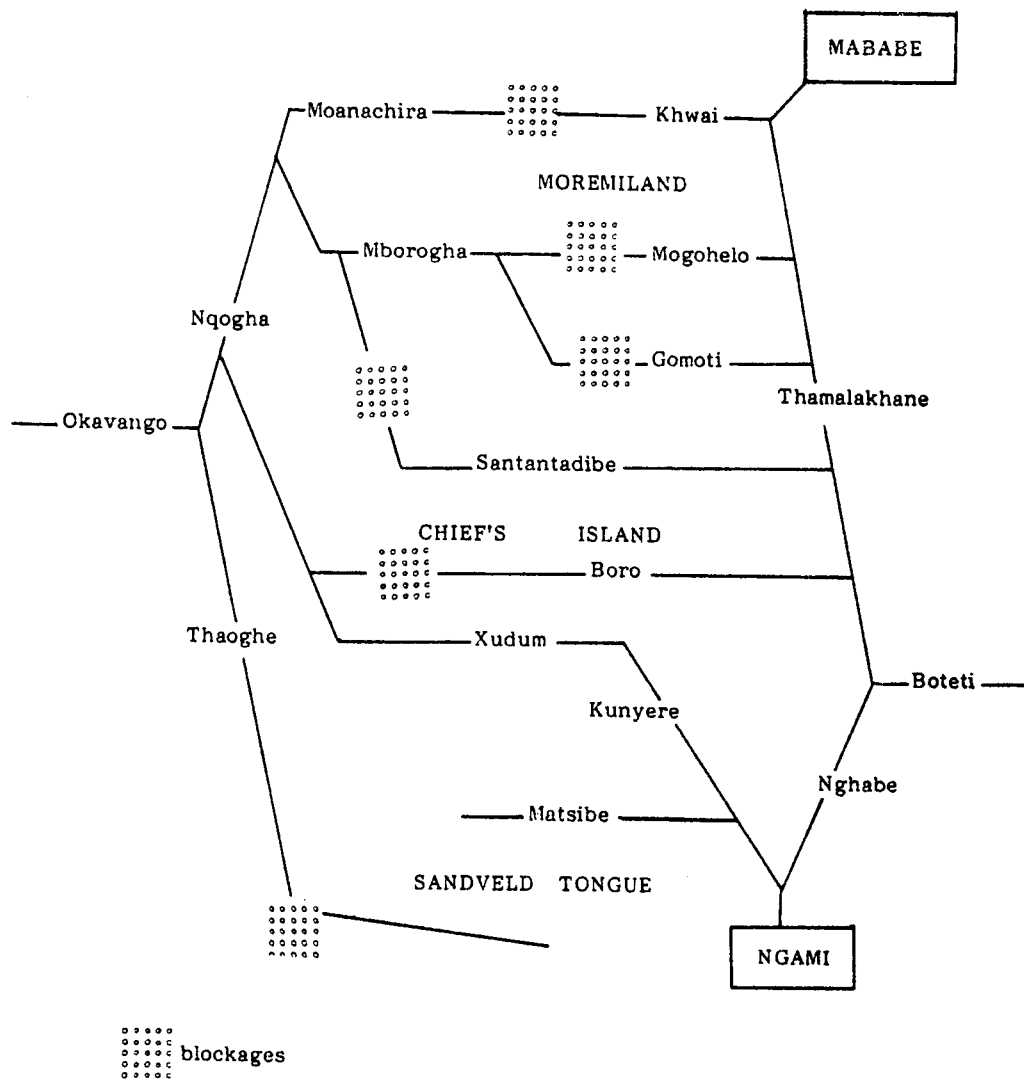 MABABE
Moanachira
Khwai
MOREMILAND
Mborogha
Mogohelo
Nqogha
Gomoti
Thamalakhane
Okavango
Santantadibe
CHIEF'S ISLAND
Boro
Thaoghe
Xudum
Boteti
Kunyere
Nghabe
Matsibe
SANDVELD TONGUE
NGAMI
blockages